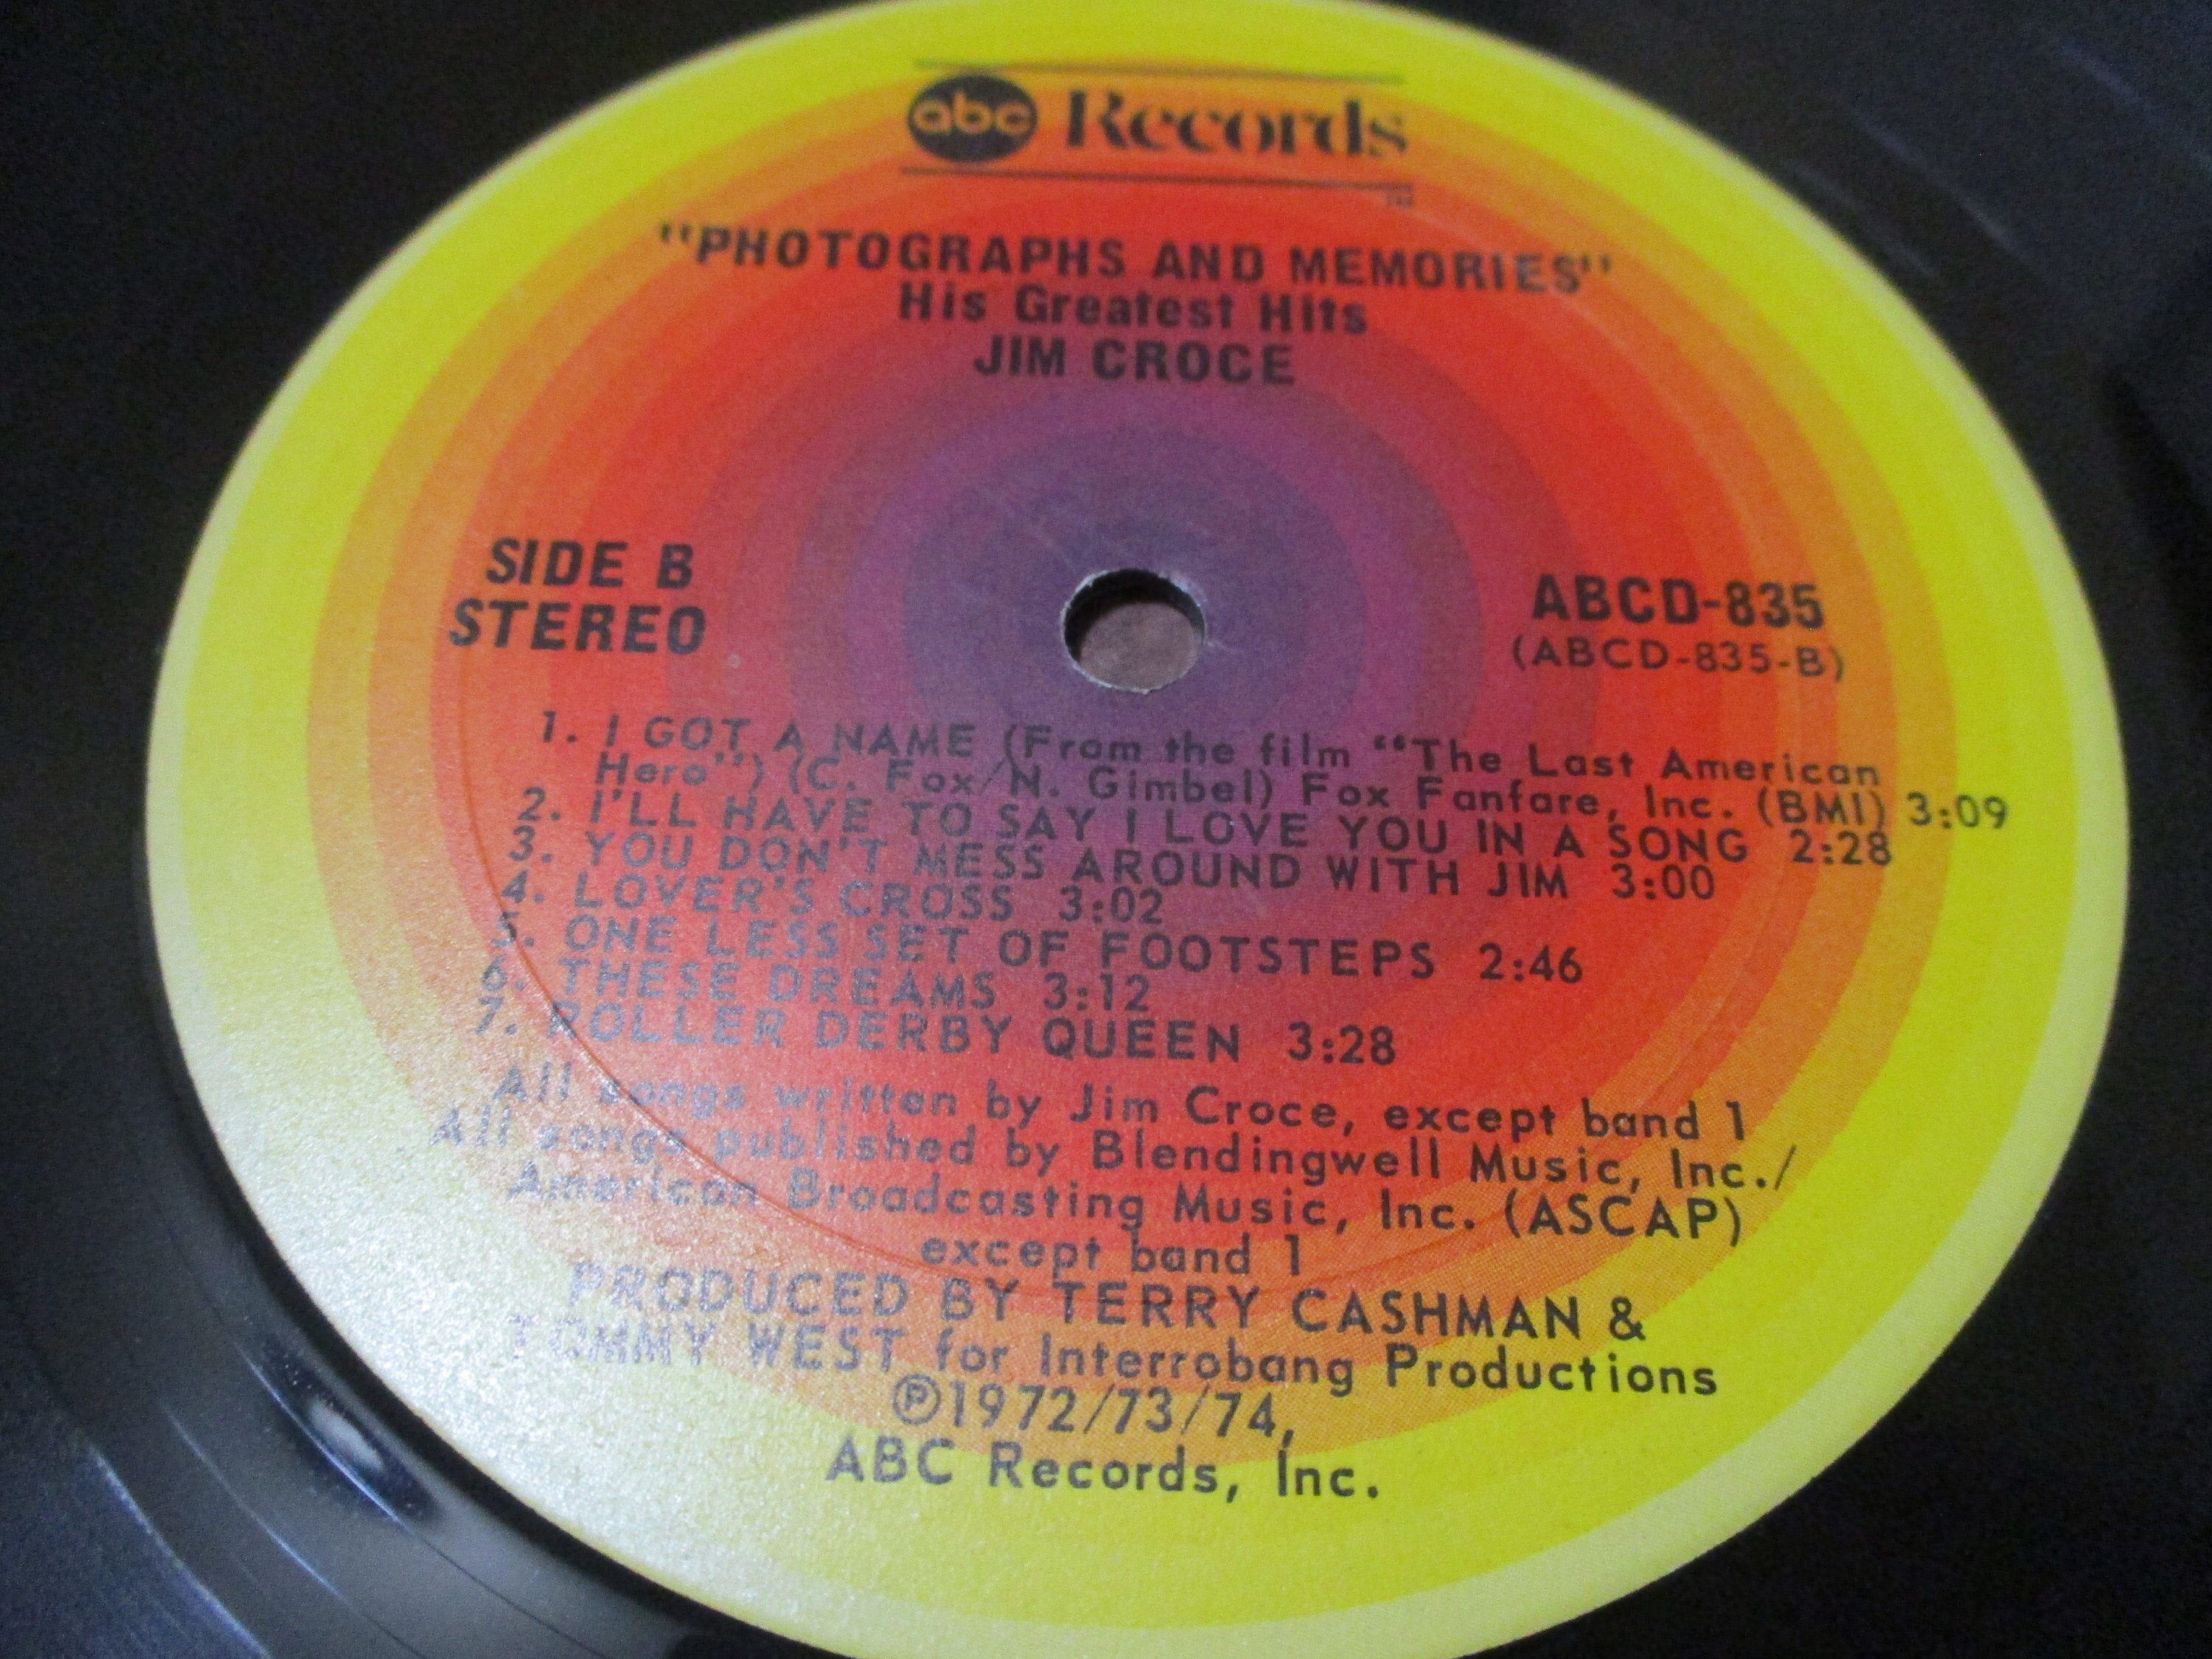 abc Records
TM
"PHOTOGRAPHS AND MEMORIES"
His Greatest Hits
JIM CROCE
SIDE B
STEREO
ABCD-835
(ABCD-835-B)
1. I GOT A NAME (From the film "The Last American
Hero") (C. Fox/N. Gimbel) Fox Fanfare, Inc. (BMI) 3:09
2. I'LL HAVE TO SAY I LOVE YOU IN A SONG 2:28
3. YOU DON'T MESS AROUND WITH JIM 3:00
4. LOVER'S CROSS 3:02
5. ONE LESS SET OF FOOTSTEPS 2:46
6. THESE DREAMS 3:12
7. ROLLER DERBY QUEEN 3:28
All songs written by Jim Croce, except band 1
All songs published by Blendingwell Music, Inc./
American Broadcasting Music, Inc. (ASCAP)
except band 1
PRODUCED BY TERRY CASHMAN &
TOMMY WEST for Interrobang Productions
℗1972/73/74,
ABC Records, Inc.